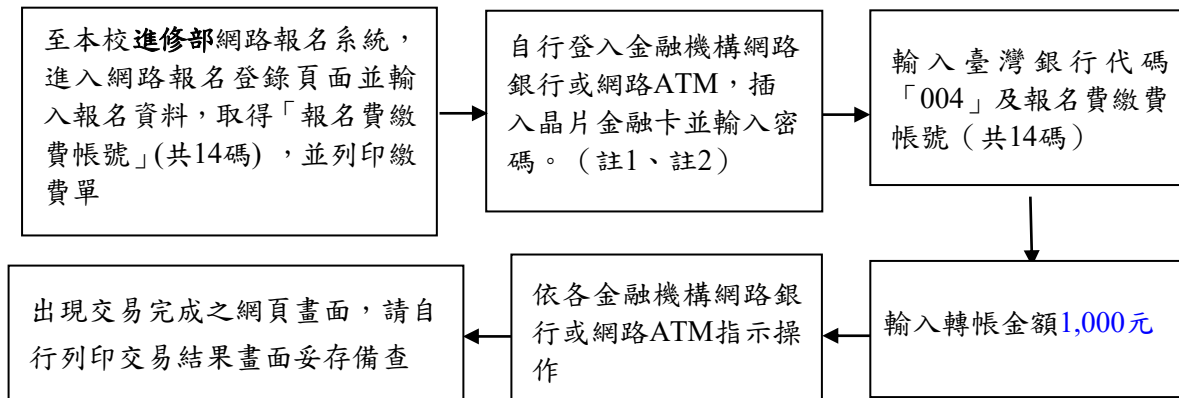 至本校進修部網路報名系統，
進入網路報名登錄頁面並輸
入報名資料，取得「報名費繳
費帳號」(共14碼) ，並列印繳
費單
自行登入金融機構網路
銀行或網路ATM，插
入晶片金融卡並輸入密
碼。（註1、註2）
輸入臺灣銀行代碼
「004」及報名費繳費
帳號（共14碼）
輸入轉帳金額1,000元
依各金融機構網路銀
行或網路ATM指示操
作
出現交易完成之網頁畫面，請自
行列印交易結果畫面妥存備查